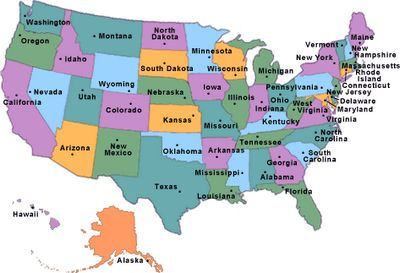 Washington
Oregon
California
Nevada
Idaho
Montana
Wyoming
Utah
Arizona
Colorado
New
Mexico
North
Dakota
South Dakota
Nebraska
Kansas
Oklahoma
Texas
Minnesota
Iowa
Missouri
Arkansas
Louisiana
Wisconsin
Illinois
Mississippi
Michigan
Indiana
Ohio
Kentucky
Tennessee
Alabama
Georgia
Florida
South
Carolina
North
Carolina
Virginia
West
Virginia
Maryland
Delaware
New Jersey
Pennsylvania
New York
Connecticut
Rhode
Island
Massachusetts
Vermont
New
Hampshire
Maine
Hawaii
Alaska